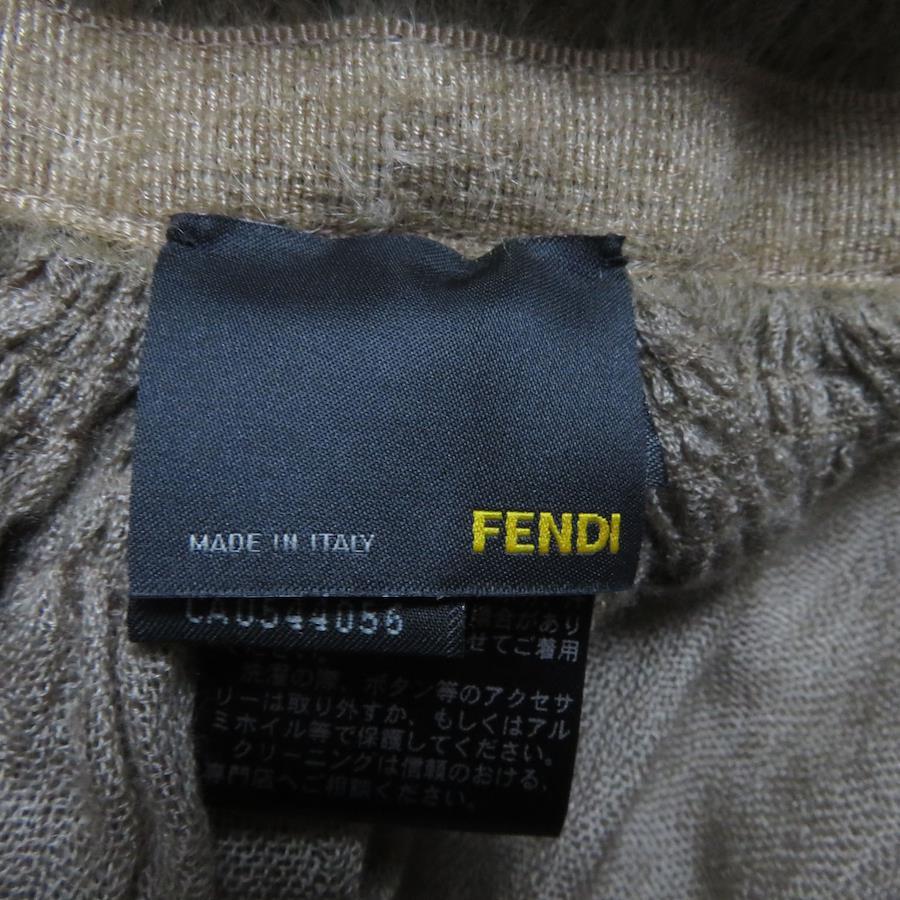 MADE IN ITALY
FENDI
CA0544056
場合があり
せてご着用
ください。
洗濯の際、ボタン等のアクセサ
リーは取り外すか、もしくはアル
ミホイル等で保護してください。
クリーニングは信頼のおける、
専門店へご相談ください。